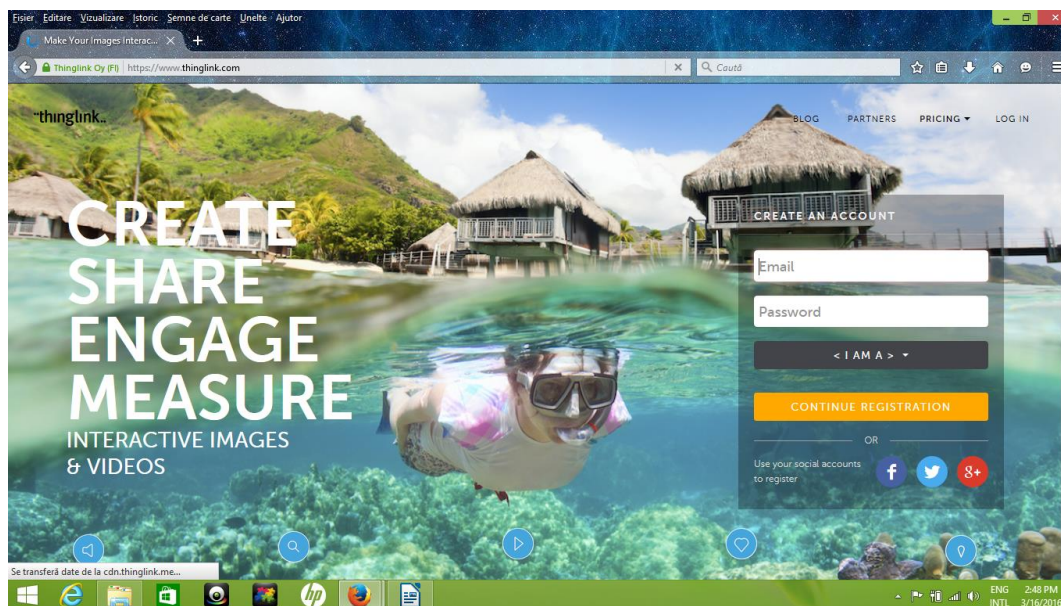 Fișier Editare Vizualizare Istoric Semne de carte Unelte Ajutor
Make Your Images Interac...
Thinglink Oy (FI) https://www.thinglink.com
Caută
thinglink..
BLOG PARTNERS PRICING LOG IN
CREATE
SHARE
ENGAGE
MEASURE
INTERACTIVE IMAGES
& VIDEOS
CREATE AN ACCOUNT
Email
Password
< I AM A >
CONTINUE REGISTRATION
OR
Use your social accounts
to register
f
g+
Se transferă date de la cdn.thinglink.me...
hp
ENG 2:48 PM
INTL 3/16/2016